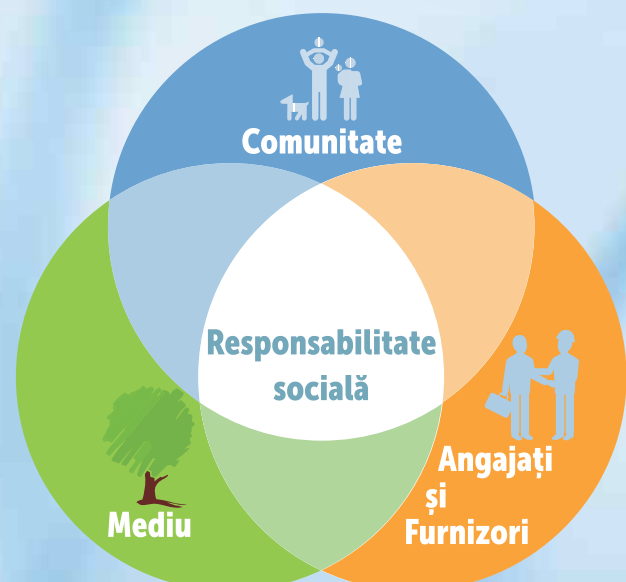 Comunitate
Responsabilitate
socială
Mediu
Angajați
și
Furnizori